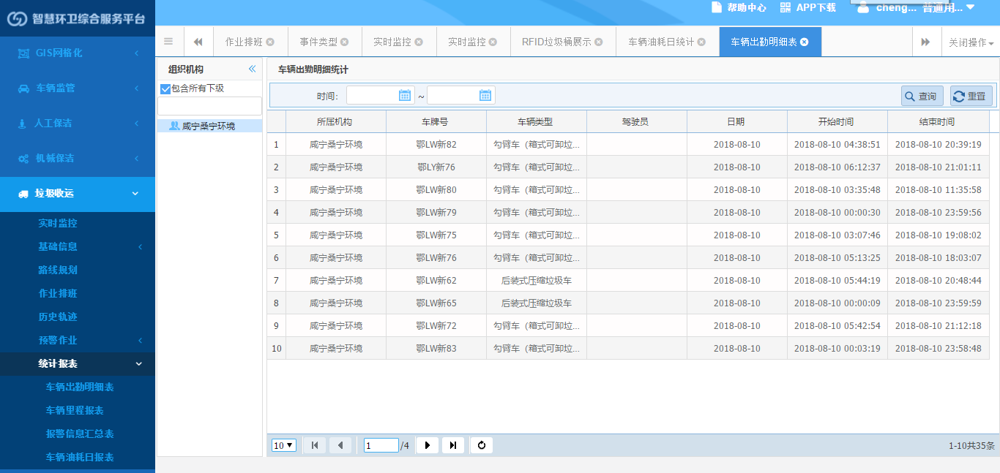 智慧环卫综合服务平台
帮助中心 APP下载 cheng... 普通用...
作业排班 事件类型 实时监控 实时监控 RFID垃圾桶展示 车辆油耗日统计 车辆出勤明细表 关闭操作
GIS网格化
车辆监管
人工保洁
机械保洁
垃圾收运
实时监控
基础信息
路线规划
作业排班
历史轨迹
预警作业
统计报表
车辆出勤明细表
车辆里程报表
报警信息汇总表
车辆油耗日报表
组织机构
包含所有下级
咸宁桑宁环境
车辆出勤明细统计
时间: ~ 查询 重置
所属机构 车牌号 车辆类型 驾驶员 日期 开始时间 结束时间
1 咸宁桑宁环境 鄂LW新82 勾臂车（箱式可卸垃... 2018-08-10 2018-08-10 04:38:51 2018-08-10 20:39:19
2 咸宁桑宁环境 鄂LY新76 勾臂车（箱式可卸垃... 2018-08-10 2018-08-10 06:12:37 2018-08-10 21:01:11
3 咸宁桑宁环境 鄂LW新80 勾臂车（箱式可卸垃... 2018-08-10 2018-08-10 03:35:48 2018-08-10 11:35:58
4 咸宁桑宁环境 鄂LW新79 勾臂车（箱式可卸垃... 2018-08-10 2018-08-10 00:00:30 2018-08-10 23:59:56
5 咸宁桑宁环境 鄂LW新75 勾臂车（箱式可卸垃... 2018-08-10 2018-08-10 03:07:46 2018-08-10 19:08:02
6 咸宁桑宁环境 鄂LW新76 勾臂车（箱式可卸垃... 2018-08-10 2018-08-10 05:13:25 2018-08-10 18:03:07
7 咸宁桑宁环境 鄂LW新62 后装式压缩垃圾车 2018-08-10 2018-08-10 05:44:19 2018-08-10 20:48:44
8 咸宁桑宁环境 鄂LW新65 后装式压缩垃圾车 2018-08-10 2018-08-10 00:00:09 2018-08-10 23:59:59
9 咸宁桑宁环境 鄂LW新72 勾臂车（箱式可卸垃... 2018-08-10 2018-08-10 05:42:54 2018-08-10 21:12:18
10 咸宁桑宁环境 鄂LW新83 勾臂车（箱式可卸垃... 2018-08-10 2018-08-10 00:03:19 2018-08-10 23:58:48
10 1 /4 1-10共35条